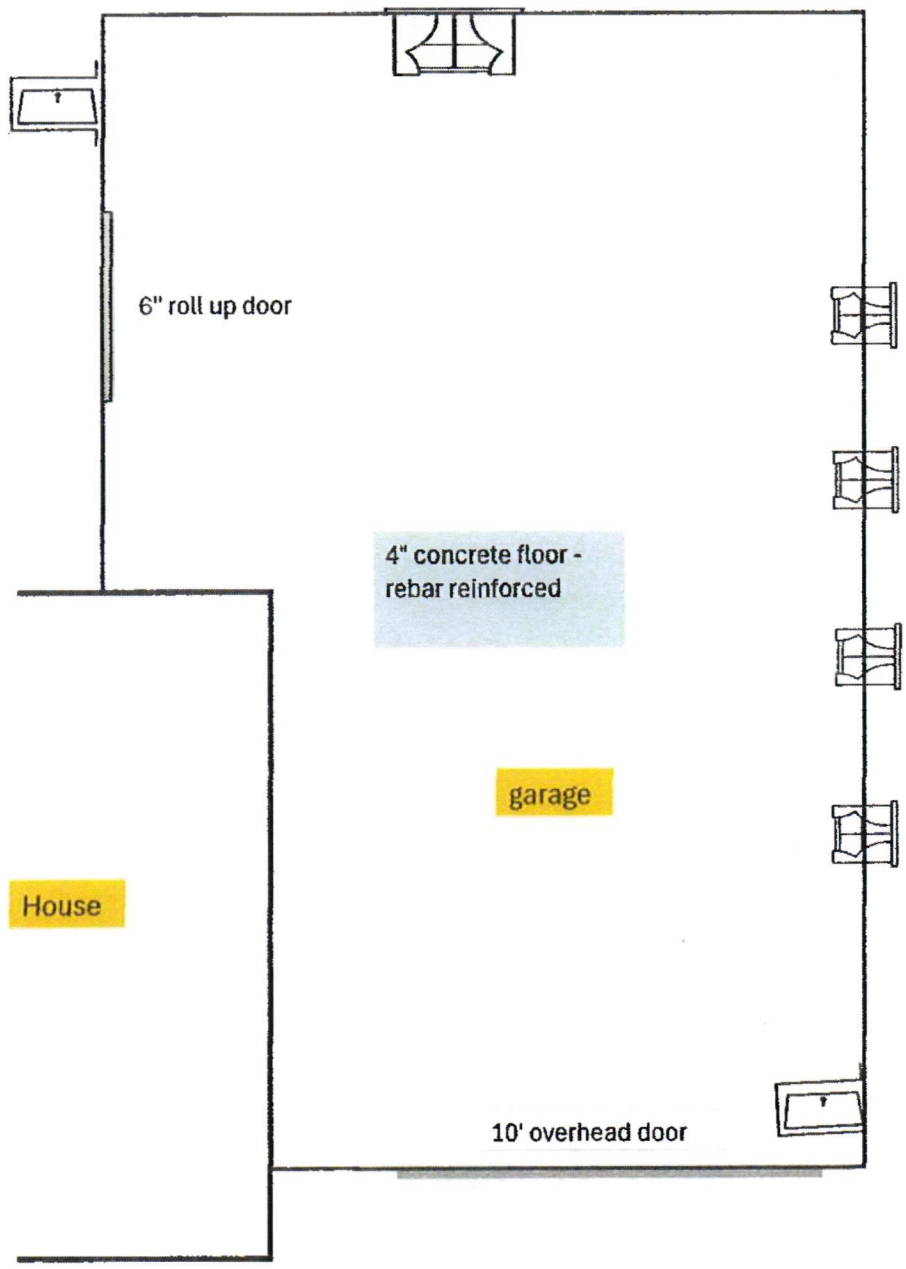 6" roll up door
4" concrete floor -
rebar reinforced
garage
House
10' overhead door